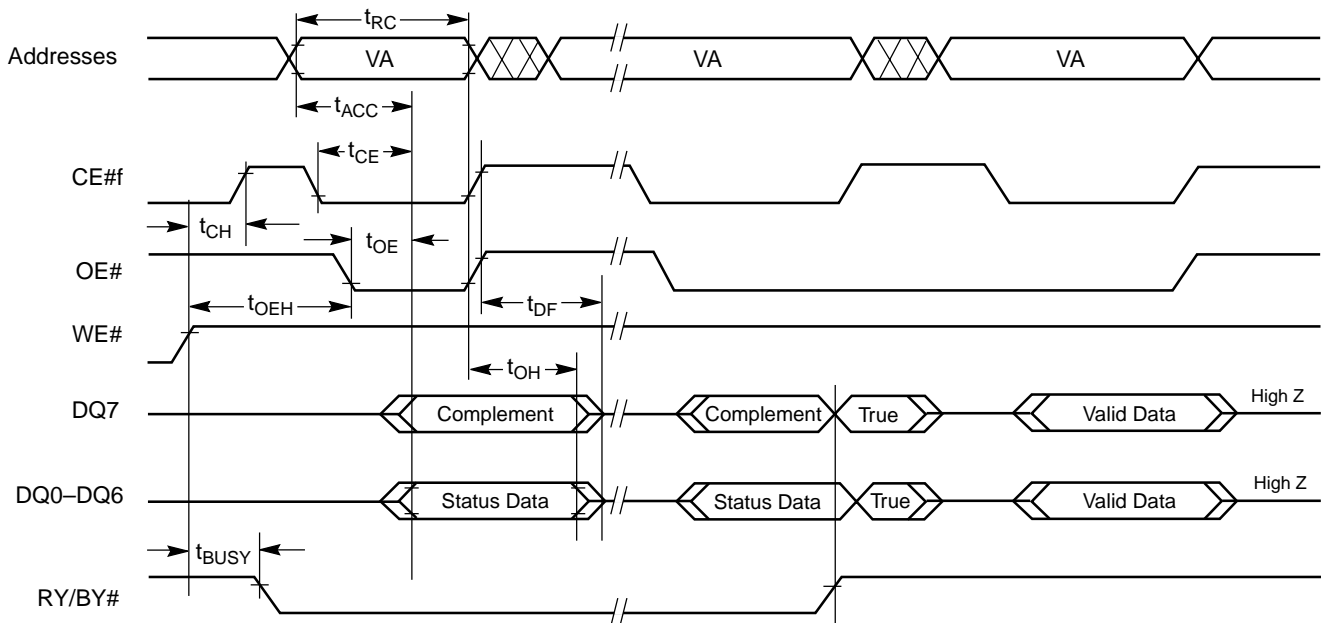 tRC
Addresses VA VA VA
tACC
tCE
CE#f
tCH tOE
OE#
tOEH tDF
WE#
tOH
DQ7 Complement Complement True Valid Data High Z
DQ0–DQ6 Status Data Status Data True Valid Data High Z
tBUSY
RY/BY#